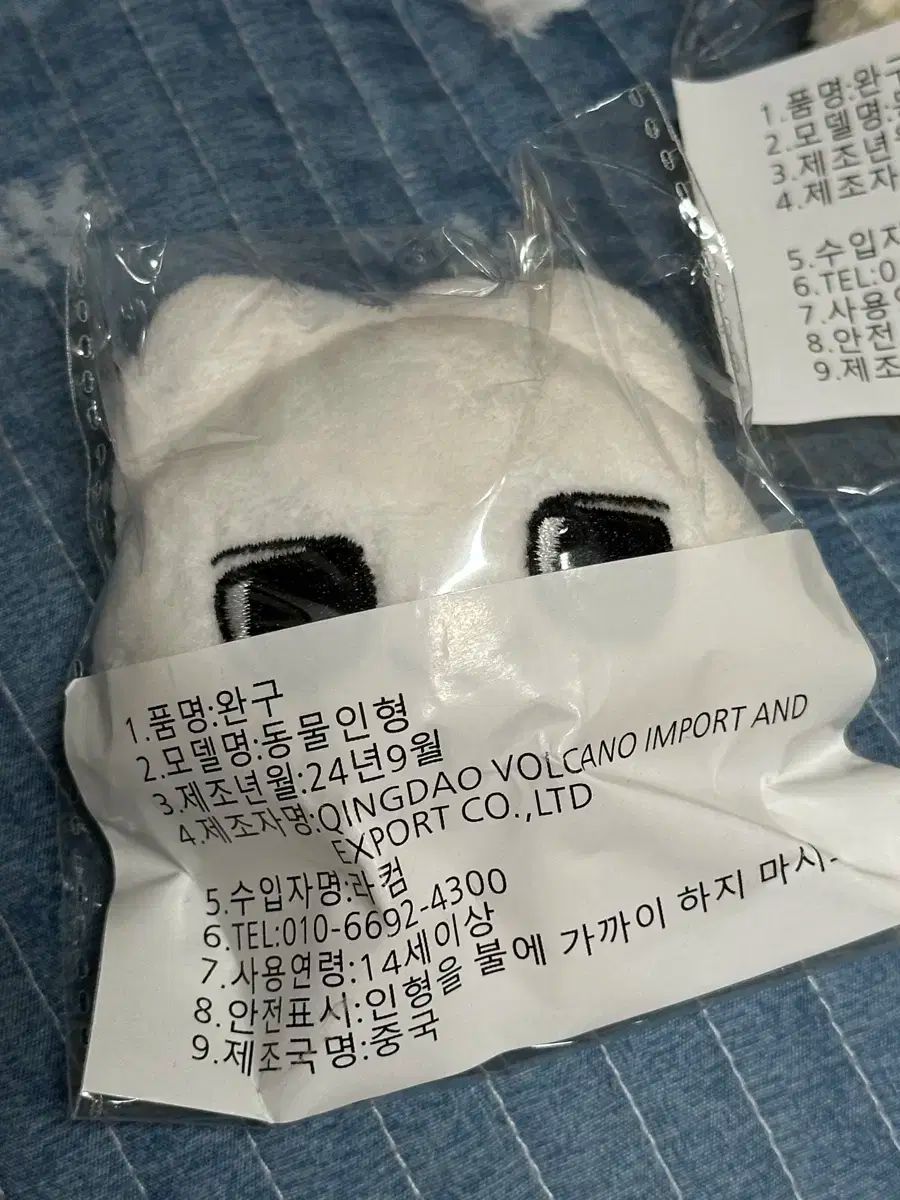 1.품명:완구
2.모델명:동물인형
3.제조년월:24년9월
4.제조자명:QINGDAO VOLCANO IMPORT AND
EXPORT CO.,LTD
5.수입자명:라컴
6.TEL:010-6692-4300
7.사용연령:14세이상
8.안전표시:인형을 불에 가까이 하지 마시
9.제조국명:중국
1.품명:완구
2.모델명:
3.제조년
4.제조자
5.수입자
6.TEL:0
7.사용
8.안전
9.제조